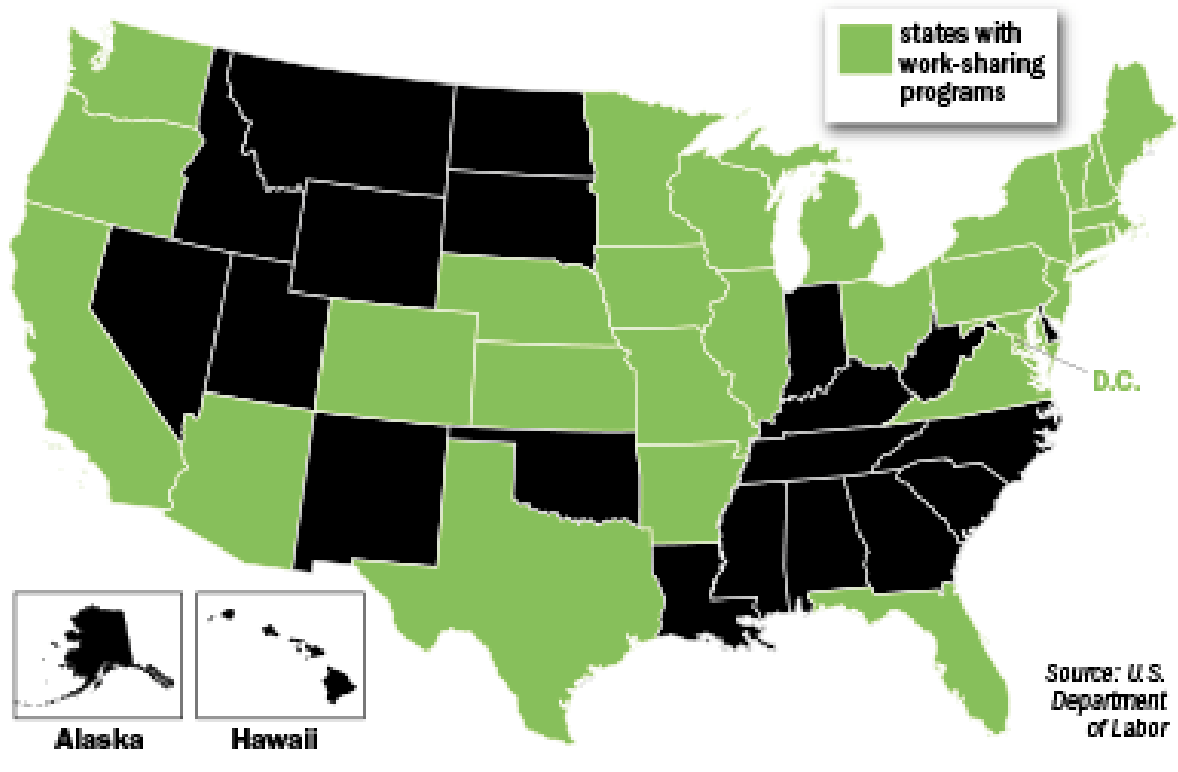 states with
work-sharing
programs
D.C.
Source: U.S.
Department
of Labor
Alaska
Hawaii